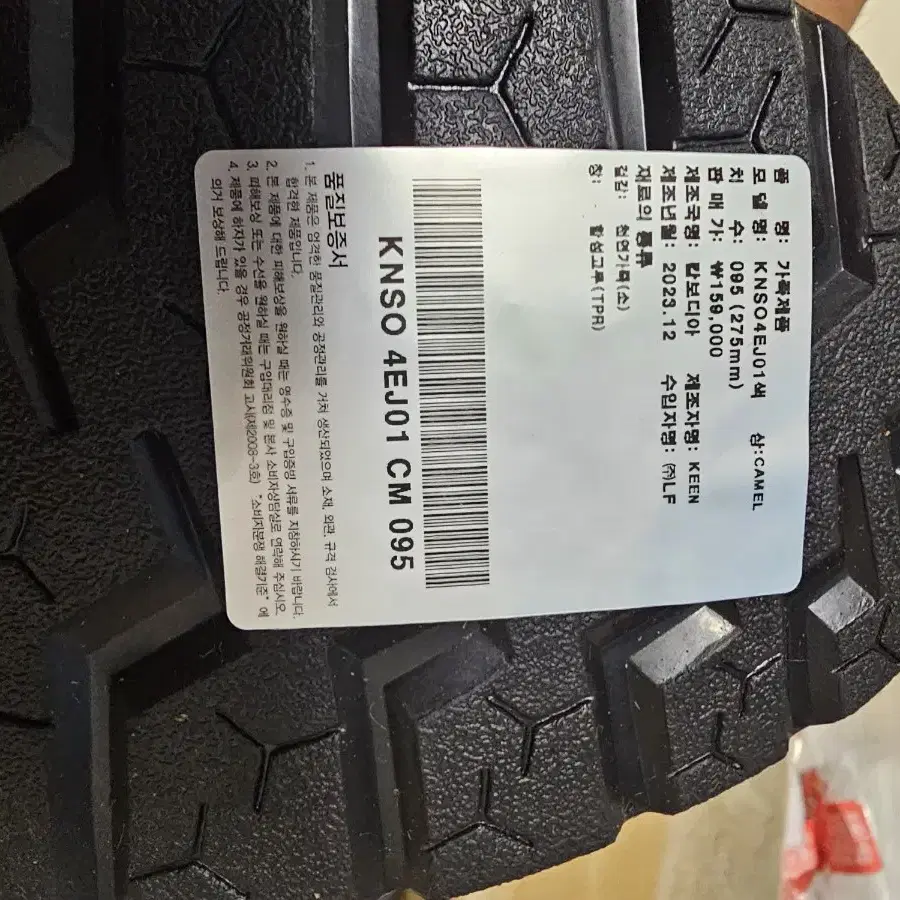 품 명: 가죽제품
모 델 명: KNSO4EJ01색 상:CAMEL
치 수: 095 (275mm)
판 매 가: ₩159,000
제조국명: 캄보디아 제조자명: KEEN
제조년월: 2023.12 수입자명: ㈜LF
재료의 종류
겉감: 천연가죽(소)
창: 합성고무(TPR)
KNSO 4EJ01 CM 095
품질보증서
1. 본 제품은 엄격한 품질관리와 공정관리를 거쳐 생산되었으며 소재, 외관, 규격 검사에서
합격한 제품입니다.
2. 본 제품에 대한 피해보상을 원하실 때는 영수증 및 구입증빙 서류를 지참하시기 바랍니다.
3. 피해보상 또는 수선을 원하실 때는 구입대리점 및 본사 소비자상담실로 연락해 주십시오.
4. 제품에 하자가 있을 경우 공정거래위원회 고시(제2008-3호) "소비자분쟁 해결기준" 에
의거 보상해 드립니다.